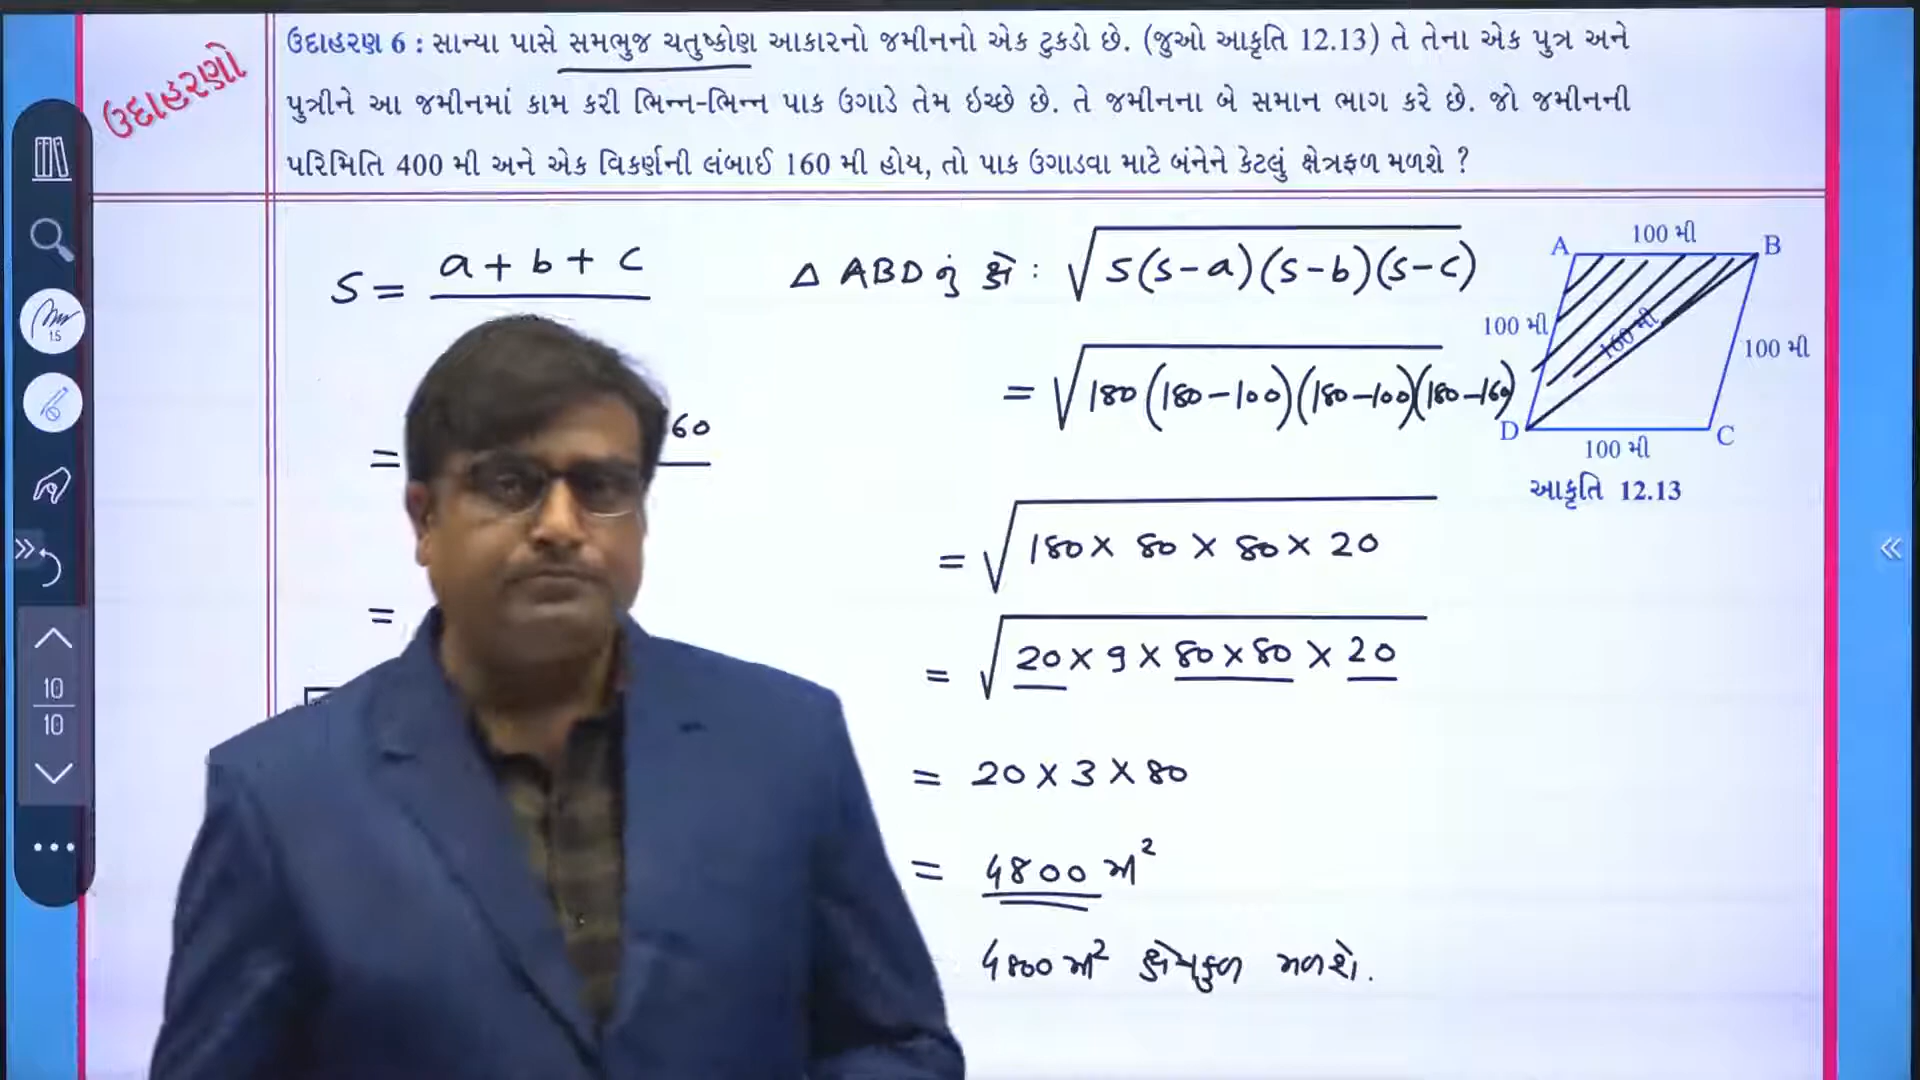 ઉદાહરણો
ઉદાહરણ 6 : સાન્યા પાસે સમભુજ ચતુષ્કોણ આકારનો જમીનનો એક ટુકડો છે. (જુઓ આકૃતિ 12.13) તે તેના એક પુત્ર અને
પુત્રીને આ જમીનમાં કામ કરી ભિન્ન-ભિન્ન પાક ઉગાડે તેમ ઇચ્છે છે. તે જમીનના બે સમાન ભાગ કરે છે. જો જમીનની
પરિમિતિ 400 મી અને એક વિકર્ણની લંબાઈ 160 મી હોય, તો પાક ઉગાડવા માટે બંનેને કેટલું ક્ષેત્રફળ મળશે ?
S = a + b + c
=
60
=
△ ABD નું ક્ષે : √S(S-a)(S-b)(S-c)
= √180(180-100)(180-100)(180-160)
= √180 × 80 × 80 × 20
= √20 × 9 × 80 × 80 × 20
= 20 × 3 × 80
= 4800 મી²
4800 મી² ક્ષેત્રફળ મળશે.
A
100 મી
B
100 મી
160 મી
100 મી
D
100 મી
C
આકૃતિ 12.13
1.5
10
10